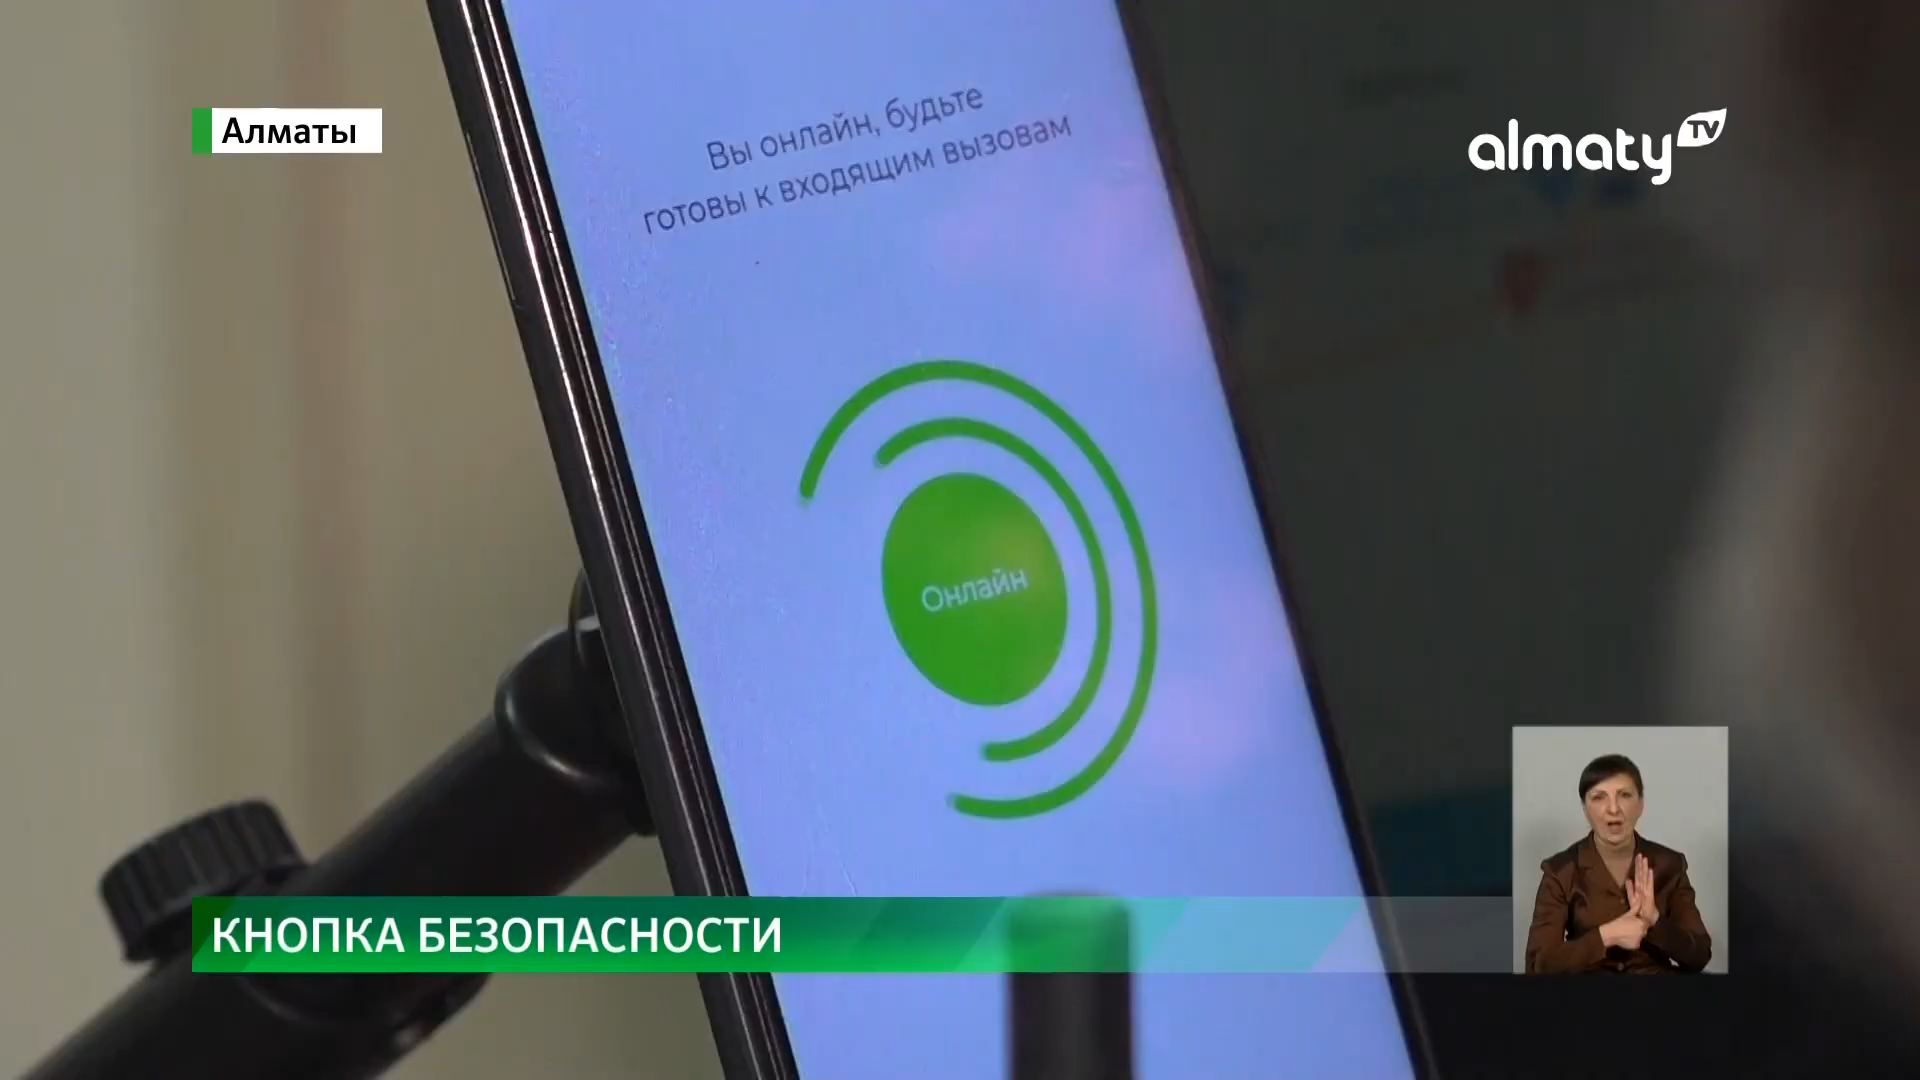 Алматы
almaty TV
Вы онлайн, будьте
готовы к входящим вызовам
Онлайн
КНОПКА БЕЗОПАСНОСТИ